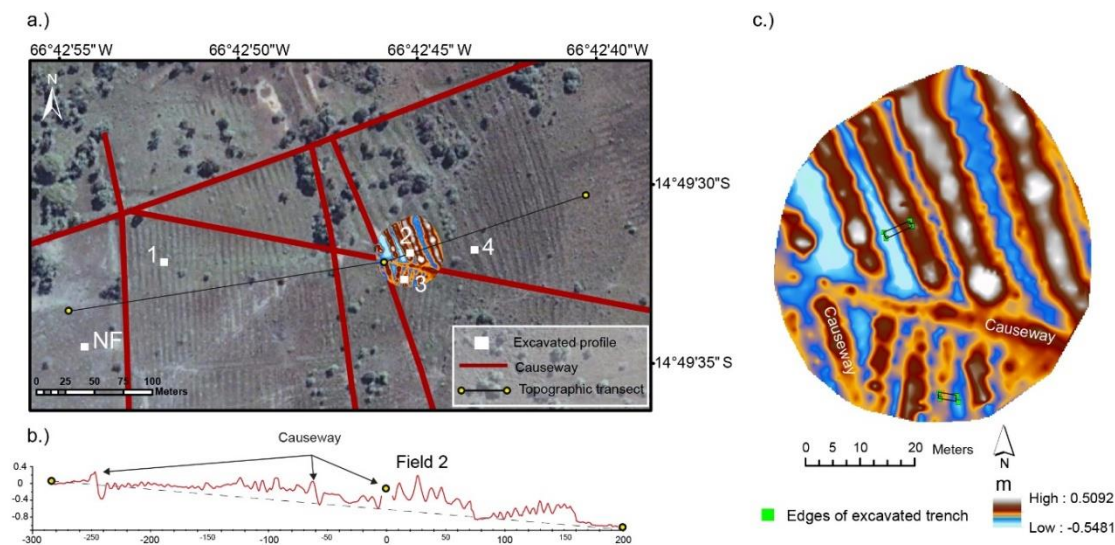 a.)
66°42'55"W 66°42'50"W 66°42'45"W 66°42'40"W
N
1
2
4
3
NF
14°49'30"S
14°49'35"S
0 25 50 75 100
Meters
Excavated profile
Causeway
Topographic transect
b.)
Causeway
Field 2
0.4
0
-0.4
-0.8
-300 -250 -200 -150 -100 -50 0 50 100 150 200
c.)
Causeway
Causeway
0 5 10 20 Meters
N
Edges of excavated trench
m
High : 0.5092
Low : -0.5481